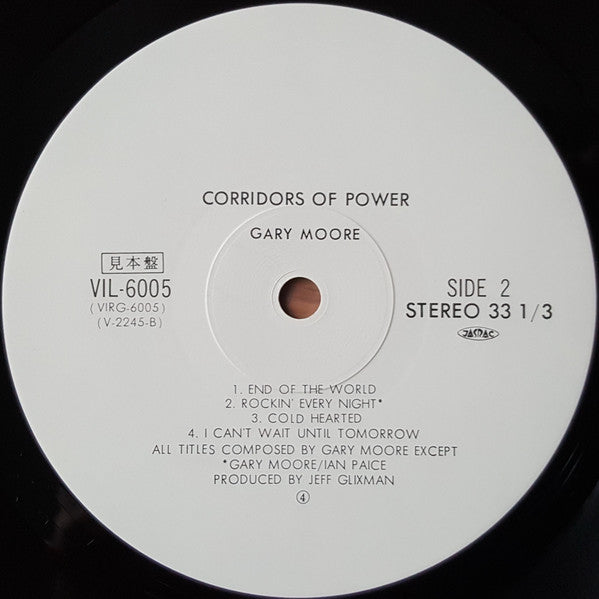 CORRIDORS OF POWER
GARY MOORE
見本盤
VIL-6005
(VIRG-6005)
(V-2245-B)
SIDE 2
STEREO 33 1/3
JASRAC
1. END OF THE WORLD
2. ROCKIN' EVERY NIGHT*
3. COLD HEARTED
4. I CAN'T WAIT UNTIL TOMORROW
ALL TITLES COMPOSED BY GARY MOORE EXCEPT
*GARY MOORE/IAN PAICE
PRODUCED BY JEFF GLIXMAN
④